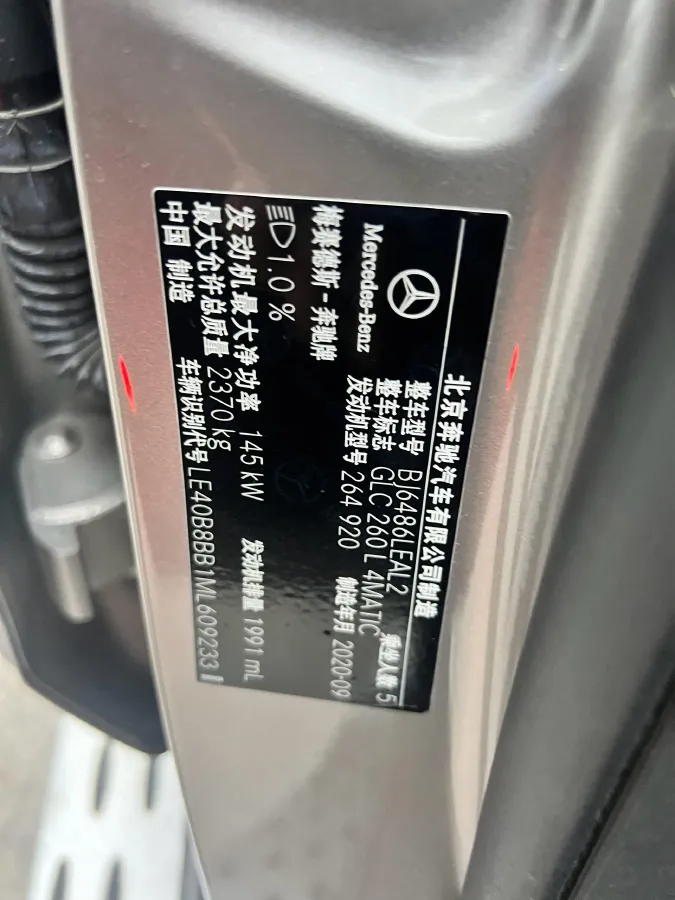 北京奔驰汽车有限公司制造
Mercedes-Benz
整车型号 BJ6486LEAL2 乘坐人数 5
整车标志 GLC 260 L 4MATIC
发动机型号 264 920 制造年月 2020-09
梅赛德斯-奔驰牌
1.0 %
发动机最大净功率 145 kW 发动机排量 1991 mL
最大允许总质量 2370 kg
中国 制造 车辆识别代号 LE40B8BB1ML609233